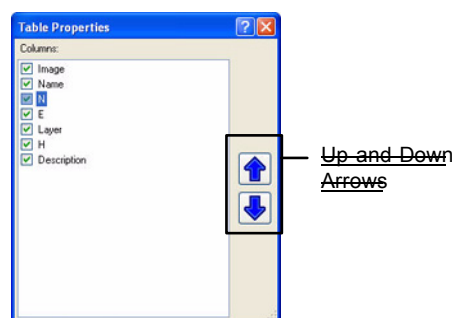 Table Properties
Columns:
Image
Name
N
E
Layer
H
Description
Up and Down
Arrows